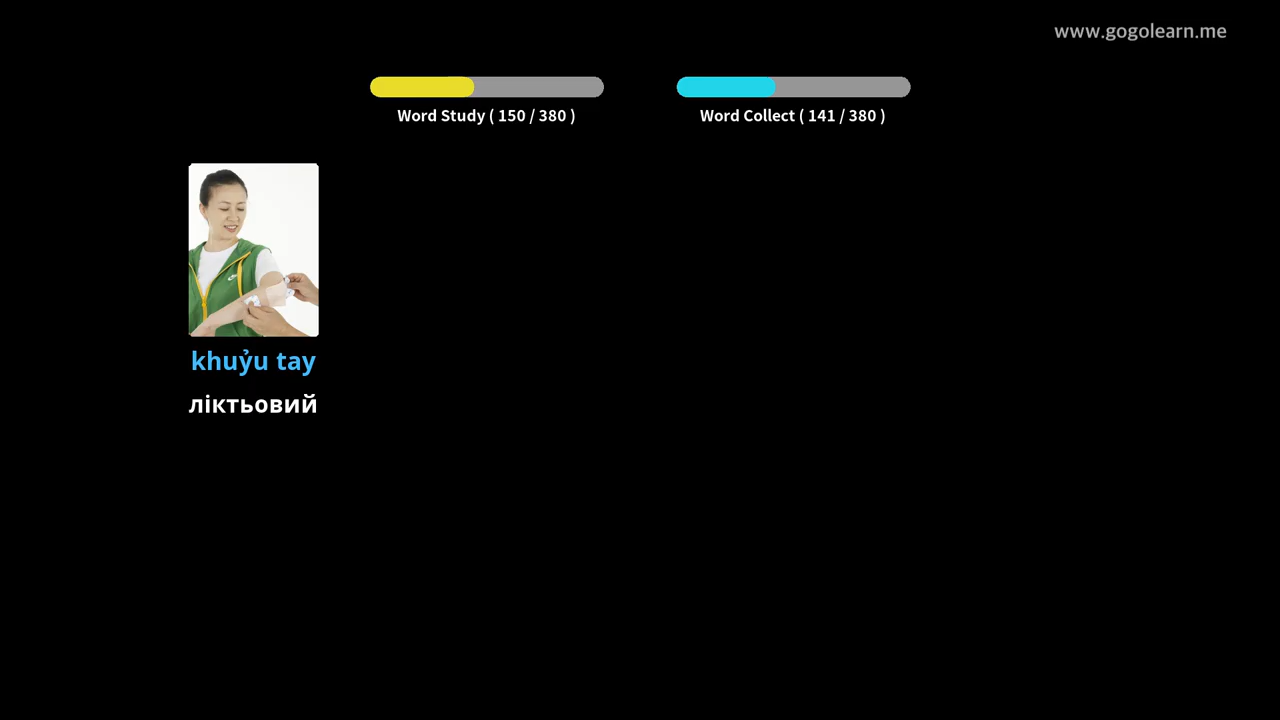 www.gogolearn.me
Word Study ( 150 / 380 )
Word Collect ( 141 / 380 )
khuỷu tay
ліктьовий